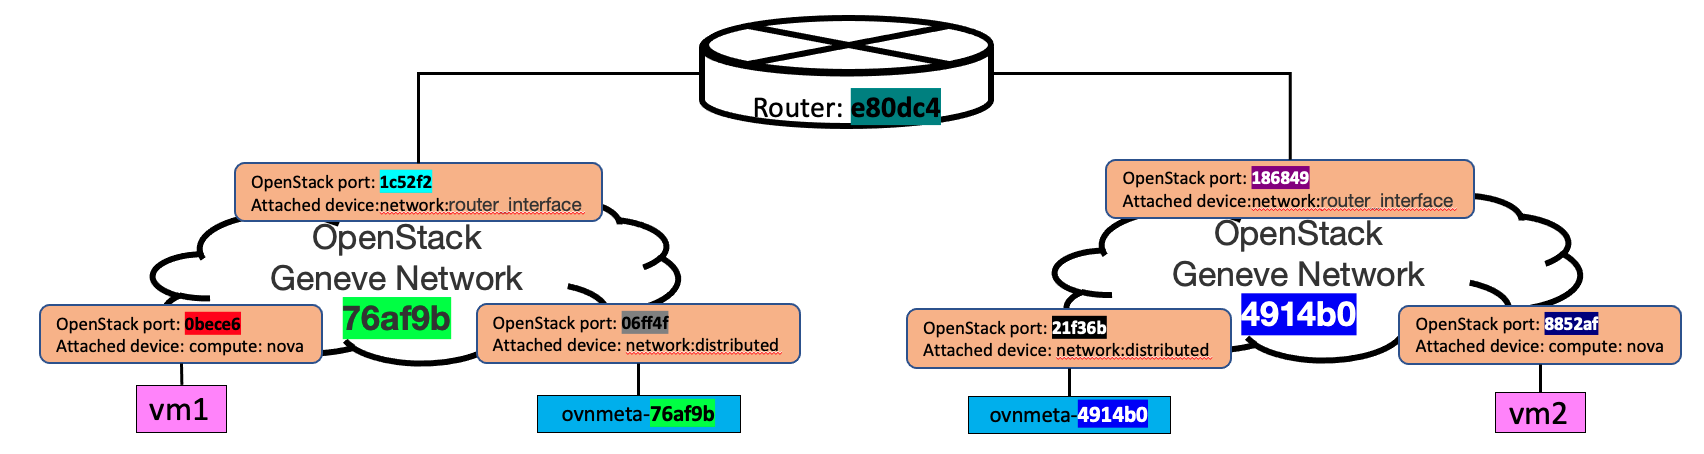 Router: e80dc4
OpenStack port: 1c52f2
Attached device:network:router_interface
OpenStack
Geneve Network
76af9b
OpenStack port: 0bece6
Attached device: compute: nova
OpenStack port: 06ff4f
Attached device: network:distributed
vm1
ovnmeta-76af9b
OpenStack port: 186849
Attached device:network:router_interface
OpenStack
Geneve Network
4914b0
OpenStack port: 21f36b
Attached device: network:distributed
OpenStack port: 8852af
Attached device: compute: nova
ovnmeta-4914b0
vm2